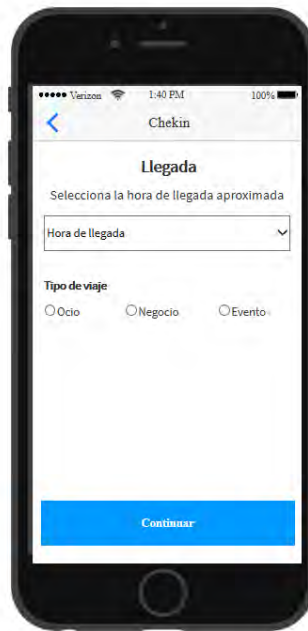 Verizon 1:40 PM 100%
Chekin
Llegada
Selecciona la hora de llegada aproximada
Hora de llegada
Tipo de viaje
Ocio Negocio Evento
Continuar